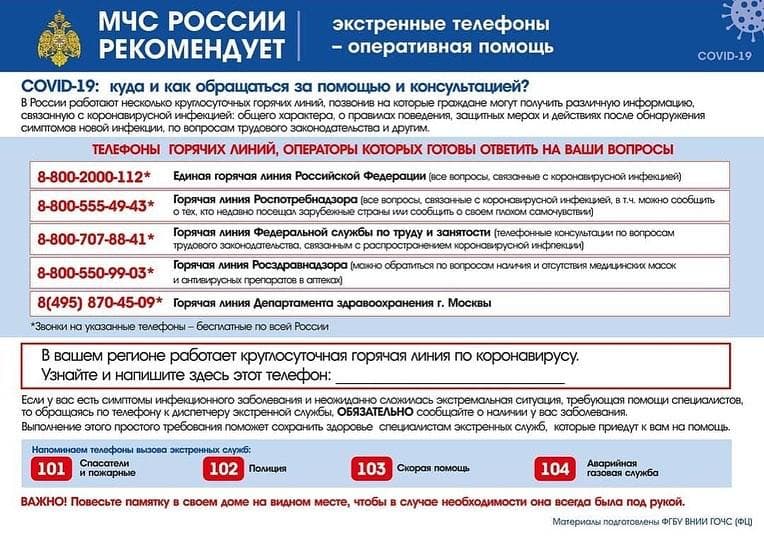 МЧС РОССИИ
РЕКОМЕНДУЕТ
экстренные телефоны
– оперативная помощь
COVID-19
COVID-19: куда и как обращаться за помощью и консультацией?
В России работают несколько круглосуточных горячих линий, позвонив на которые граждане могут получить различную информацию,
связанную с коронавирусной инфекцией: общего характера, о правилах поведения, защитных мерах и действиях после обнаружения
симптомов новой инфекции, по вопросам трудового законодательства и другим.
ТЕЛЕФОНЫ ГОРЯЧИХ ЛИНИЙ, ОПЕРАТОРЫ КОТОРЫХ ГОТОВЫ ОТВЕТИТЬ НА ВАШИ ВОПРОСЫ
8-800-2000-112* Единая горячая линия Российской Федерации (все вопросы, связанные с коронавирусной инфекцией)
8-800-555-49-43* Горячая линия Роспотребнадзора (все вопросы, связанные с коронавирусной инфекцией, в т.ч. можно сообщить
о тех, кто недавно посещал зарубежные страны или сообщить о своем плохом самочувствии)
8-800-707-88-41* Горячая линия Федеральной службы по труду и занятости (телефонные консультации по вопросам
трудового законодательства, связанным с распространением коронавирусной инфпекции)
8-800-550-99-03* Горячая линия Росздравнадзора (можно обратиться по вопросам наличия и отсутствия медицинских масок
и антивирусных препаратов в аптеках)
8(495) 870-45-09* Горячая линия Департамента здравоохранения г. Москвы
*Звонки на указанные телефоны – бесплатные по всей России
В вашем регионе работает круглосуточная горячая линия по коронавирусу.
Узнайте и напишите здесь этот телефон:
Если у вас есть симптомы инфекционного заболевания и неожиданно сложилась экстремальная ситуация, требующая помощи специалистов,
то обращаясь по телефону к диспетчеру экстренной службы, ОБЯЗАТЕЛЬНО сообщайте о наличии у вас заболевания.
Выполнение этого простого требования поможет сохранить здоровье специалистам экстренных служб, которые приедут к вам на помощь.
Напоминаем телефоны вызова экстренных служб:
101 Спасатели
и пожарные
102 Полиция
103 Скорая помощь
104 Аварийная
газовая служба
ВАЖНО! Повесьте памятку в своем доме на видном месте, чтобы в случае необходимости она всегда была под рукой.
Материалы подготовлены ФГБУ ВНИИ ГОЧС (ФЦ)